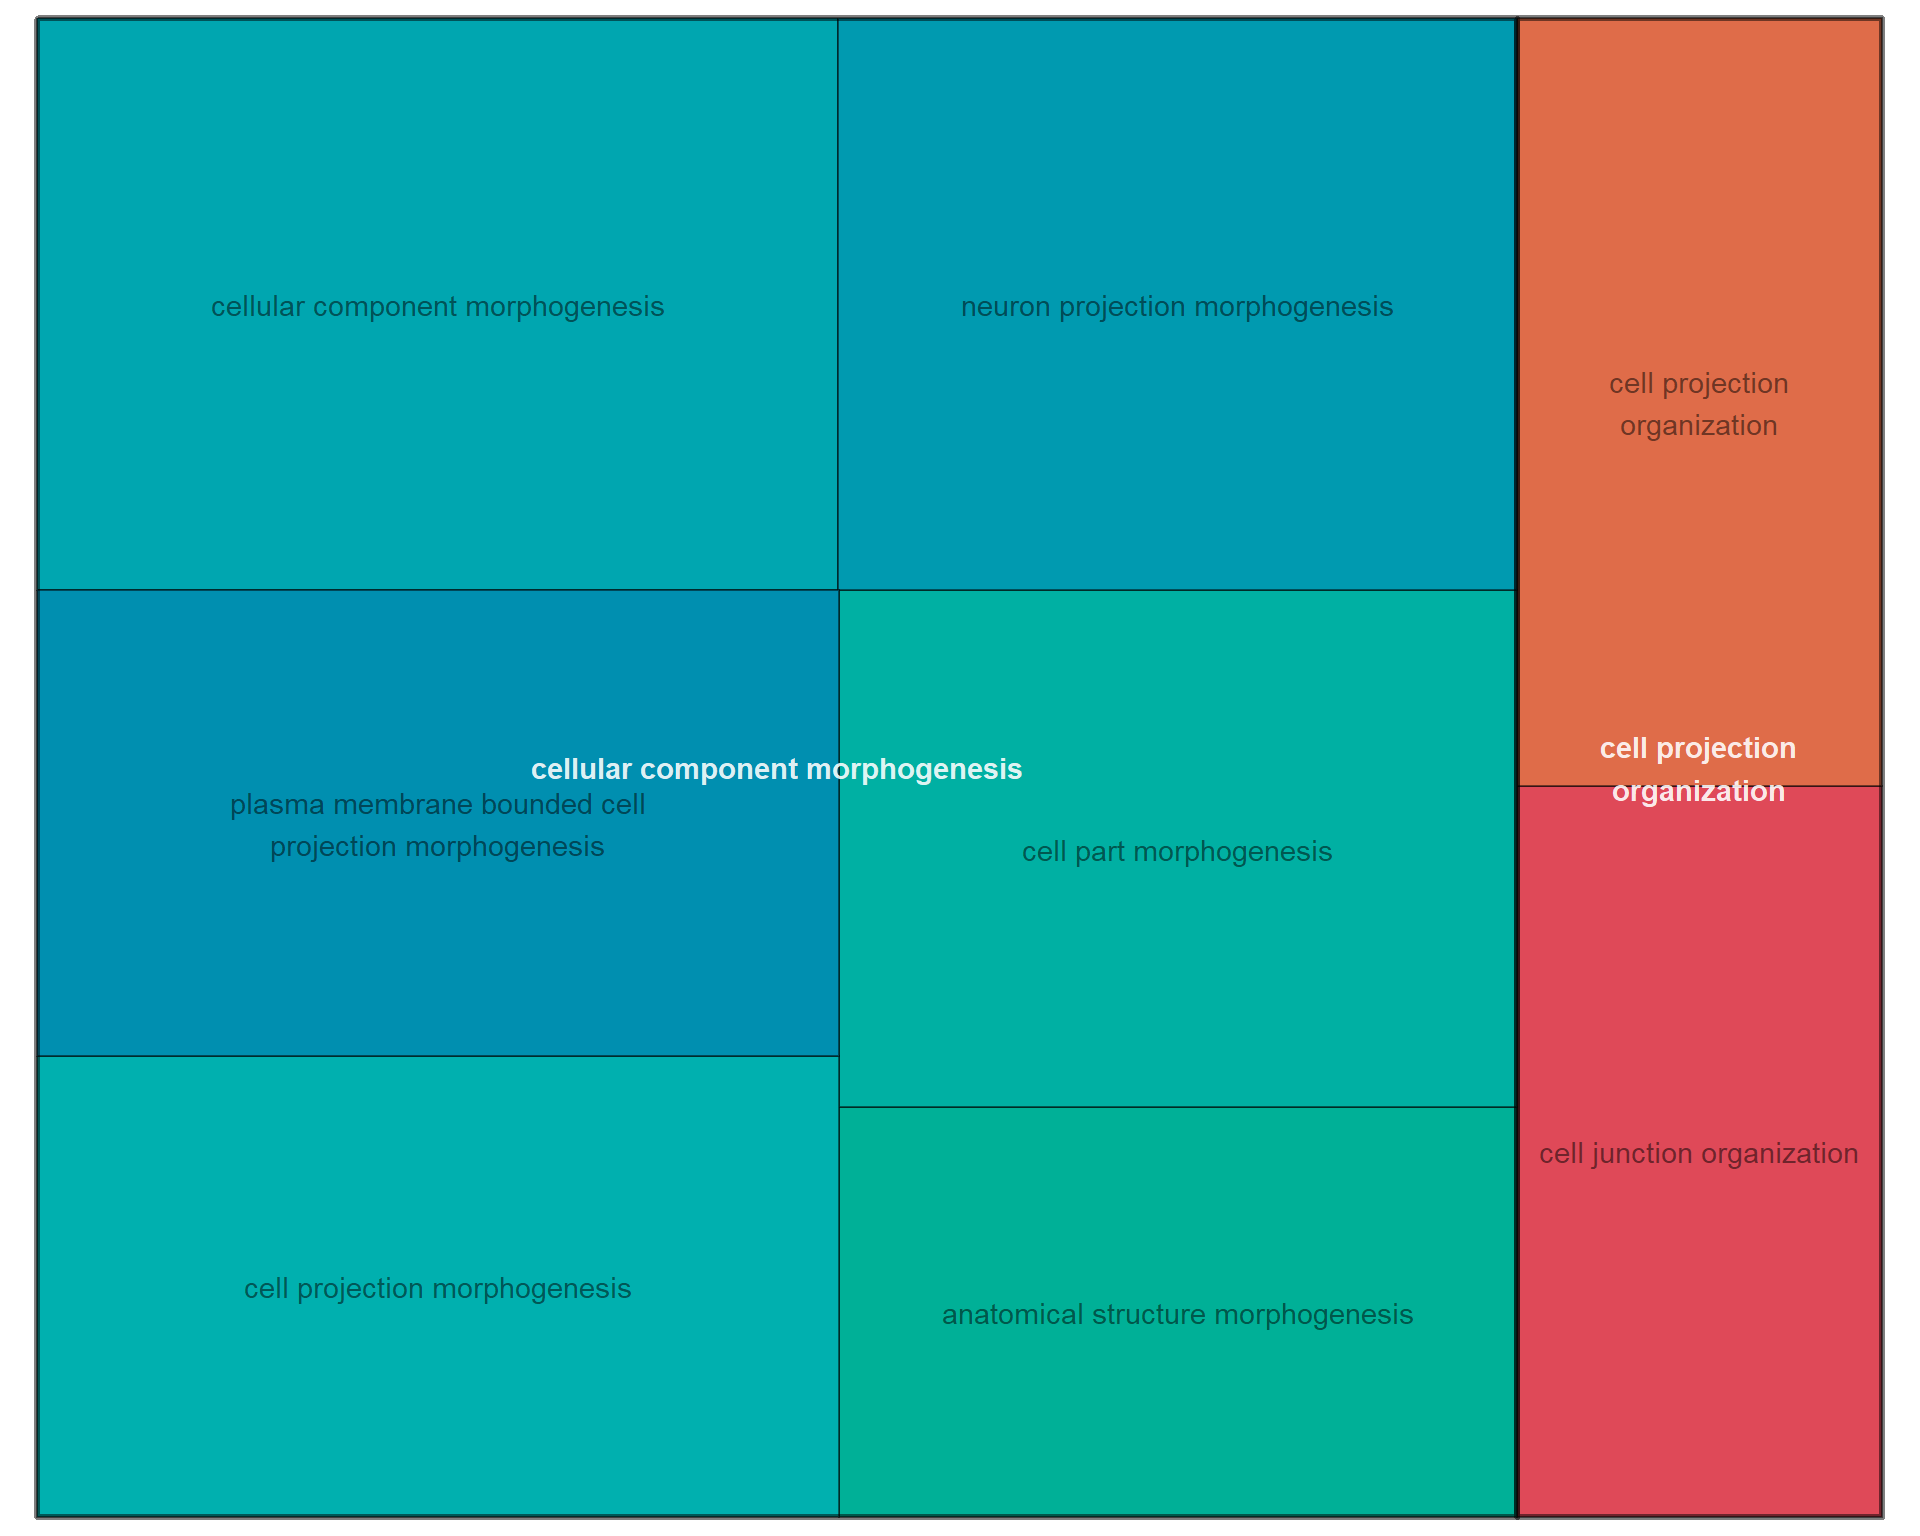 cellular component morphogenesis
neuron projection morphogenesis
cell projection
organization
cellular component morphogenesis
plasma membrane bounded cell
projection morphogenesis
cell part morphogenesis
cell projection
organization
cell junction organization
cell projection morphogenesis
anatomical structure morphogenesis